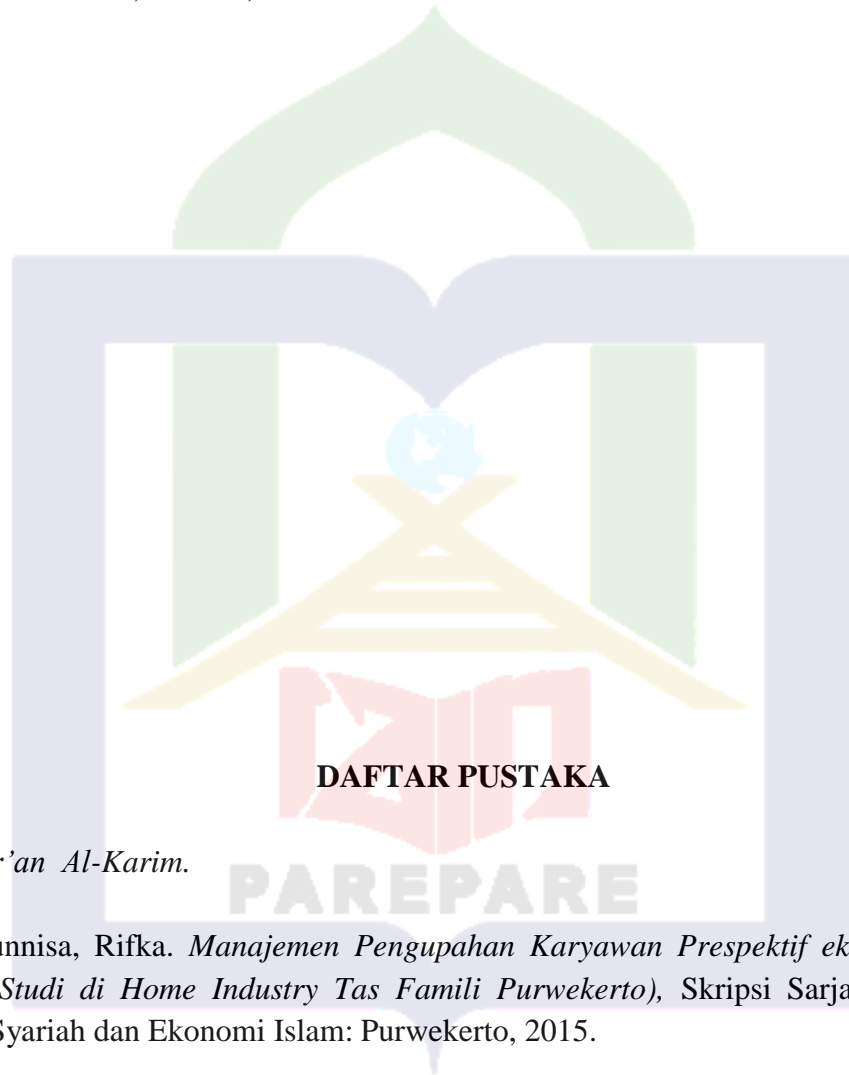 DAFTAR PUSTAKA
r’an Al-Karim.
PAREPARE
unnisa, Rifka. Manajemen Pengupahan Karyawan Prespektif ek
Studi di Home Industry Tas Famili Purwekerto), Skripsi Sarja
Syariah dan Ekonomi Islam: Purwekerto, 2015.